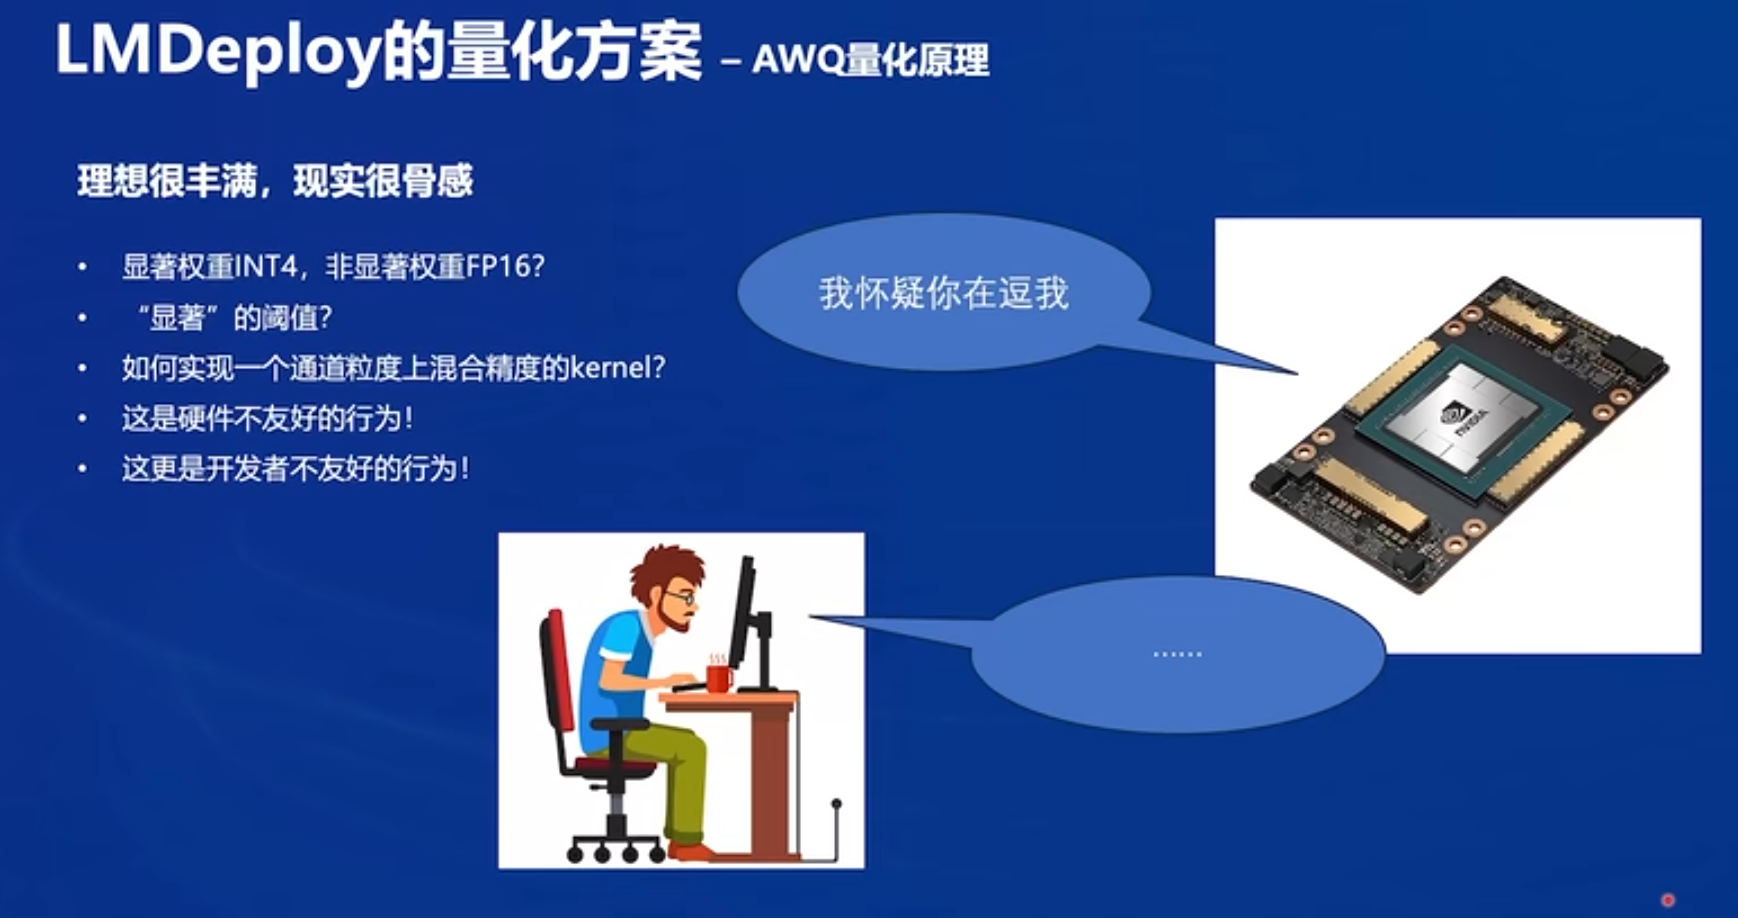 LMDeploy的量化方案 – AWQ量化原理
理想很丰满，现实很骨感
• 显著权重INT4，非显著权重FP16？
• “显著”的阈值？
• 如何实现一个通道粒度上混合精度的kernel？
• 这是硬件不友好的行为！
• 这更是开发者不友好的行为！
我怀疑你在逗我
NVIDIA
……